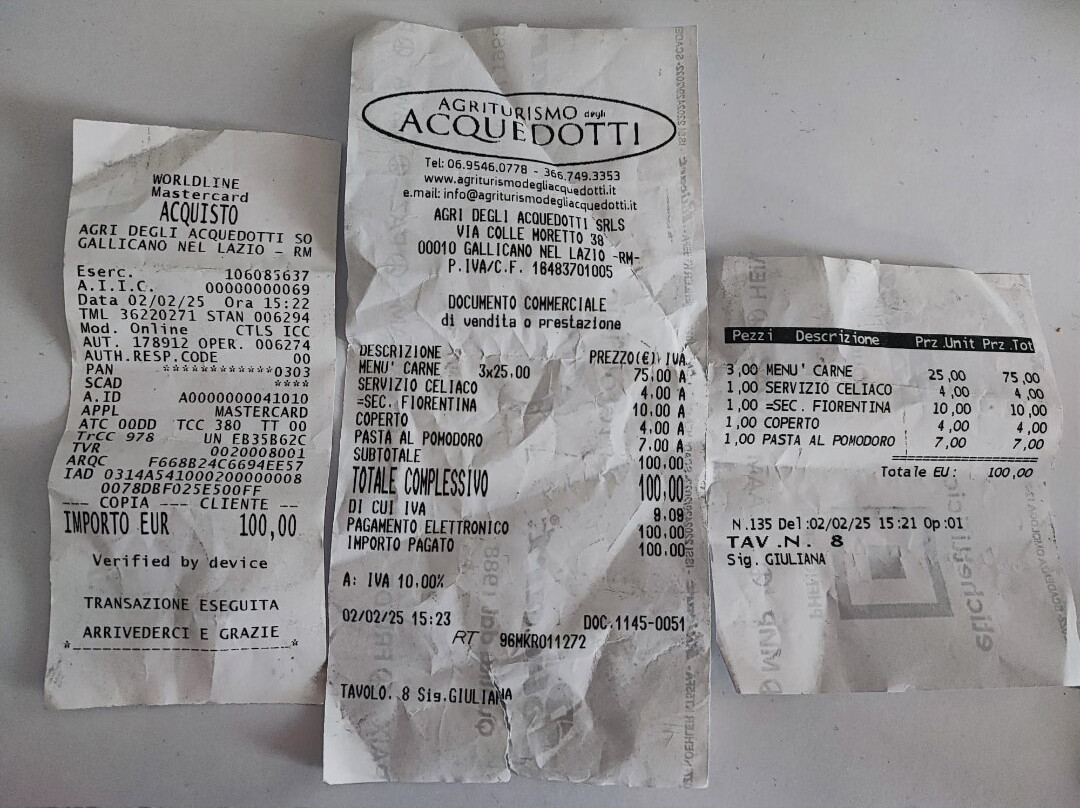 WORLDLINE
Mastercard
ACQUISTO
AGRI DEGLI ACQUEDOTTI SO
GALLICANO NEL LAZIO - RM
Eserc. 106085637
A.I.I.C. 00000000069
Data 02/02/25 Ora 15:22
TML 36220271 STAN 006294
Mod. Online CTLS ICC
AUT. 178912 OPER. 006274
AUTH.RESP.CODE 00
PAN ************0303
SCAD ****
A.ID A0000000041010
APPL MASTERCARD
ATC 00DD TCC 380 TT 00
TrCC 978 UN EB35B62C
TVR 0020008001
ARQC F668B24C6694EE57
IAD 0314A541000200000008
0078DBF025E500FF
--- COPIA --- CLIENTE --
IMPORTO EUR 100,00
Verified by device
TRANSAZIONE ESEGUITA
ARRIVEDERCI E GRAZIE
*_______________________*
AGRITURISMO degli
ACQUEDOTTI
Tel: 06.9546.0778 - 366.749.3353
www.agriturismodegliacquedotti.it
e.mail: info@agriturismodegliacquedotti.it
AGRI DEGLI ACQUEDOTTI SRLS
VIA COLLE MORETTO 38
00010 GALLICANO NEL LAZIO -RM-
P.IVA/C.F. 16483701005
DOCUMENTO COMMERCIALE
di vendita o prestazione
DESCRIZIONE PREZZO(€) IVA
MENU' CARNE 3x25.00 75.00 A
SERVIZIO CELIACO 4.00 A
=SEC. FIORENTINA 10.00 A
COPERTO 4.00 A
PASTA AL POMODORO 7.00 A
SUBTOTALE 100.00
TOTALE COMPLESSIVO 100.00
DI CUI IVA 9.09
PAGAMENTO ELETTRONICO 100.00
IMPORTO PAGATO 100.00
A: IVA 10,00%
02/02/25 15:23 DOC.1145-0051
RT 96MKR011272
TAVOLO. 8 Sig.GIULIANA
Pezzi Descrizione Prz.Unit Prz.Tot
3,00 MENU' CARNE 25,00 75,00
1,00 SERVIZIO CELIACO 4,00 4,00
1,00 =SEC. FIORENTINA 10,00 10,00
1,00 COPERTO 4,00 4,00
1,00 PASTA AL POMODORO 7,00 7,00
Totale EU: 100,00
N.135 Del:02/02/25 15:21 Op:01
TAV.N. 8
Sig. GIULIANA